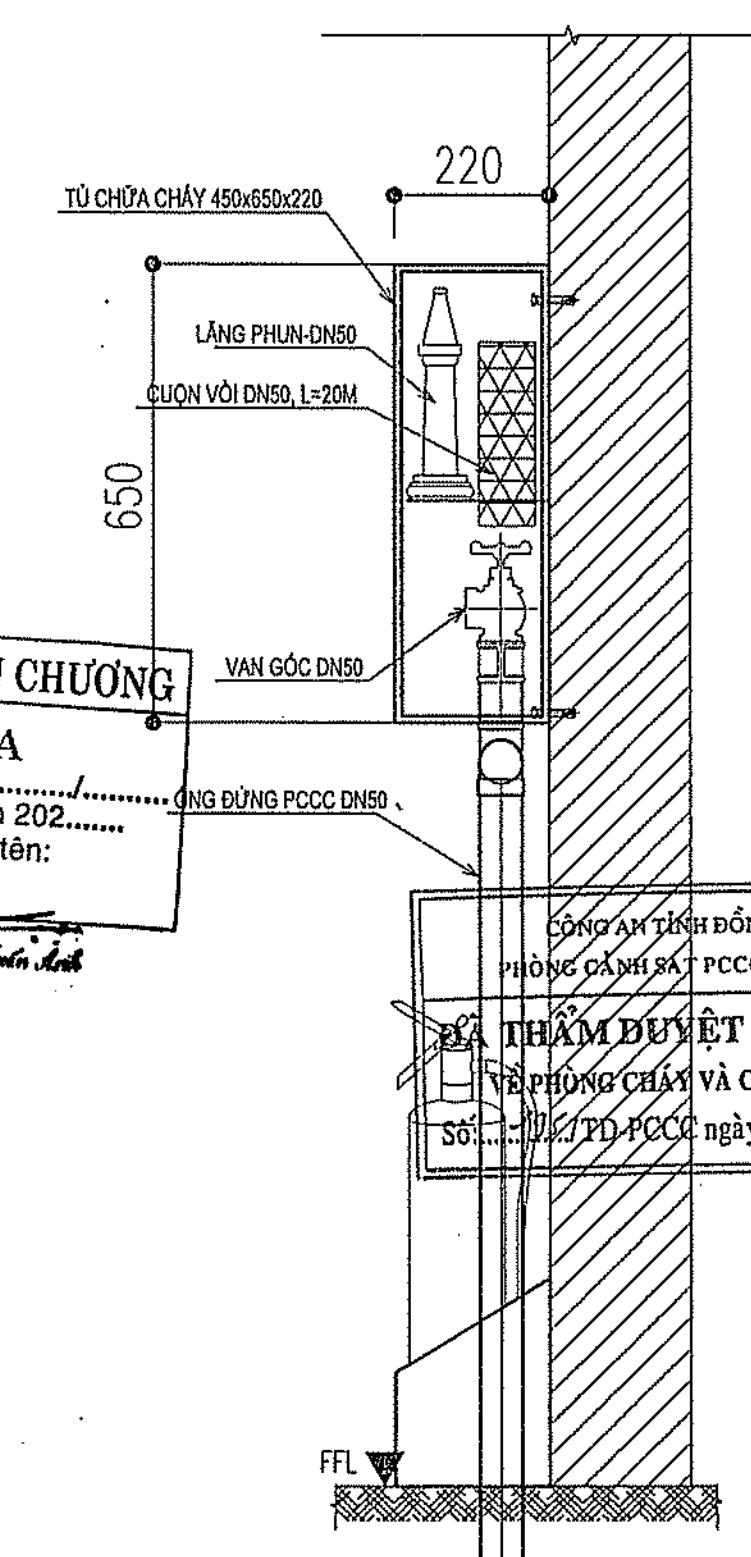 220
TỦ CHỮA CHÁY 450x650x220
LĂNG PHUN-DN50
CUỘN VÒI DN50, L=20M
650
VAN GÓC DN50
CHƯƠNG
A
/
202
tên:
ỐNG ĐỨNG PCCC DN50
CÔNG AN TỈNH ĐỒN
PHÒNG CẢNH SÁT PCC
ĐÃ THẨM DUYỆT
VỀ PHÒNG CHÁY VÀ C
Số: /TD-PCCC ngày
FFL